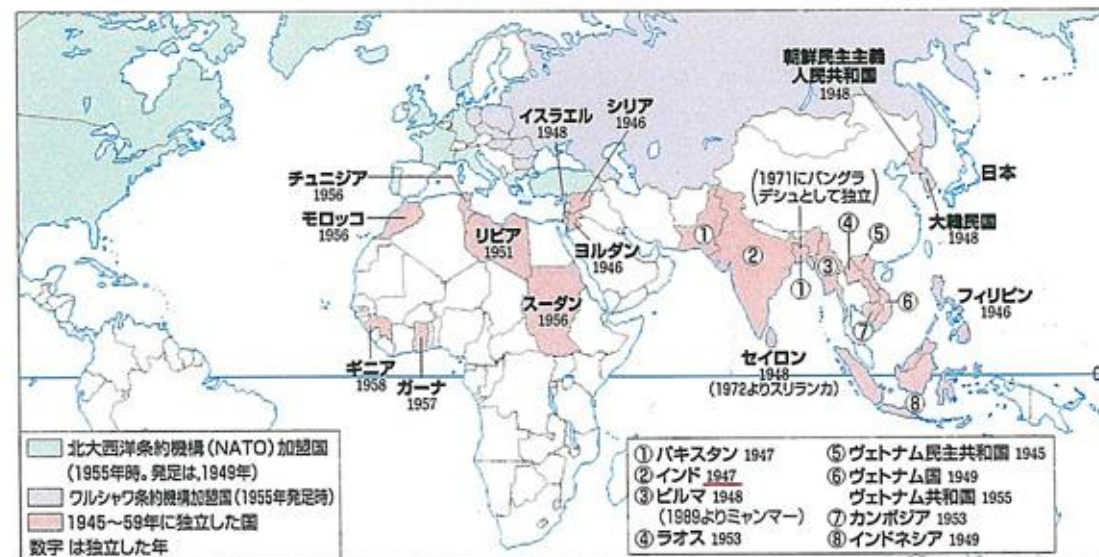 朝鮮民主主義
人民共和国
1948
イスラエル
1948
シリア
1946
日本
チュニジア
1956
(1971にバングラ
デシュとして独立)
モロッコ
1956
④
⑤
大韓民国
1948
リビア
1951
ヨルダン
1946
①
②
③
①
スーダン
1956
⑥
フィリピン
1946
⑦
ギニア
1958
ガーナ
1957
セイロン
1948
(1972よりスリランカ)
⑧
北大西洋条約機構(NATO)加盟国
(1955年時。発足は,1949年)
ワルシャワ条約機構加盟国(1955年発足時)
1945~59年に独立した国
数字 は独立した年
①パキスタン 1947
②インド 1947
③ビルマ 1948
(1989よりミャンマー)
④ラオス 1953
⑤ヴェトナム民主共和国 1945
⑥ヴェトナム国 1949
ヴェトナム共和国 1955
⑦カンボジア 1953
⑧インドネシア 1949